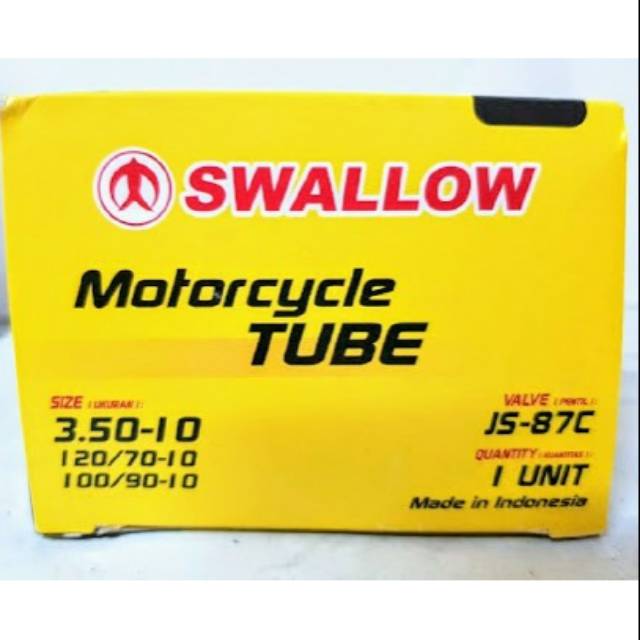 SWALLOW
Motorcycle
TUBE
SIZE (UKURAN):
3.50-10
120/70-10
100/90-10
VALVE (PENTIL):
JS-87C
QUANTITY (KUANTITAS):
1 UNIT
Made in Indonesia